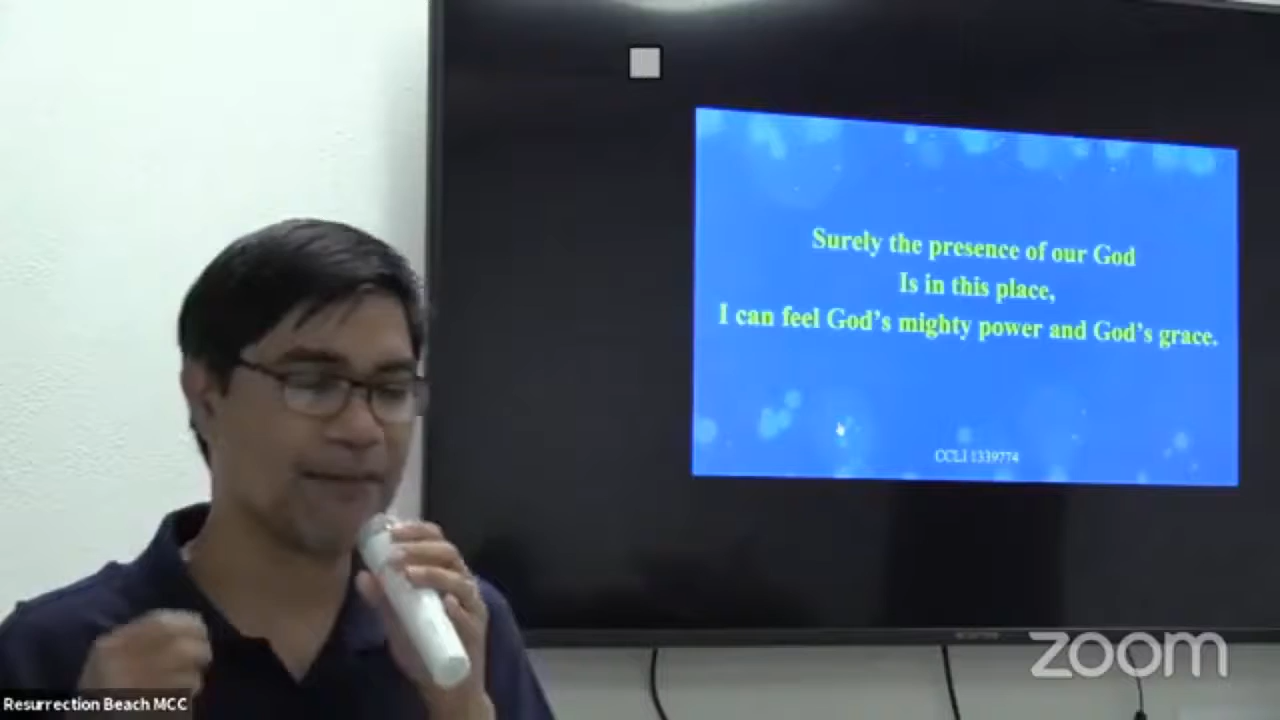 Surely the presence of our God
Is in this place,
I can feel God's mighty power and God's grace.
CCLI 1339774
zoom
Resurrection Beach MCC